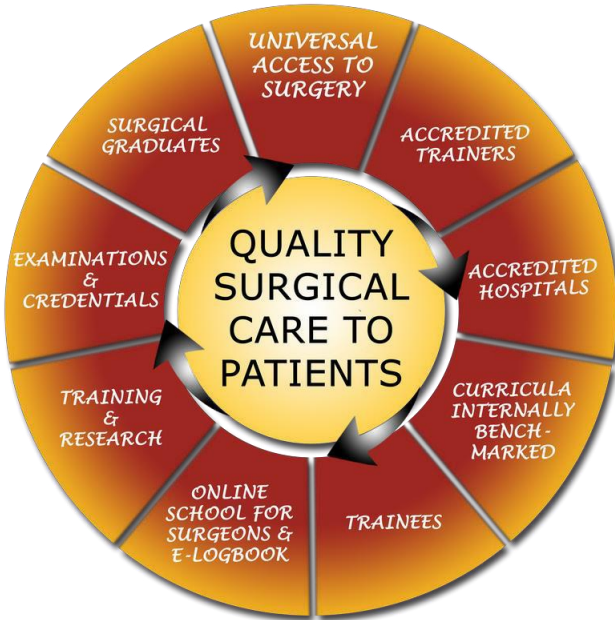 UNIVERSAL
ACCESS TO
SURGERY
ACCREDITED
TRAINERS
ACCREDITED
HOSPITALS
CURRICULA
INTERNALLY
BENCH-
MARKED
TRAINEES
ONLINE
SCHOOL FOR
SURGEONS &
E-LOGBOOK
TRAINING
&
RESEARCH
EXAMINATIONS
&
CREDENTIALS
SURGICAL
GRADUATES
QUALITY
SURGICAL
CARE TO
PATIENTS